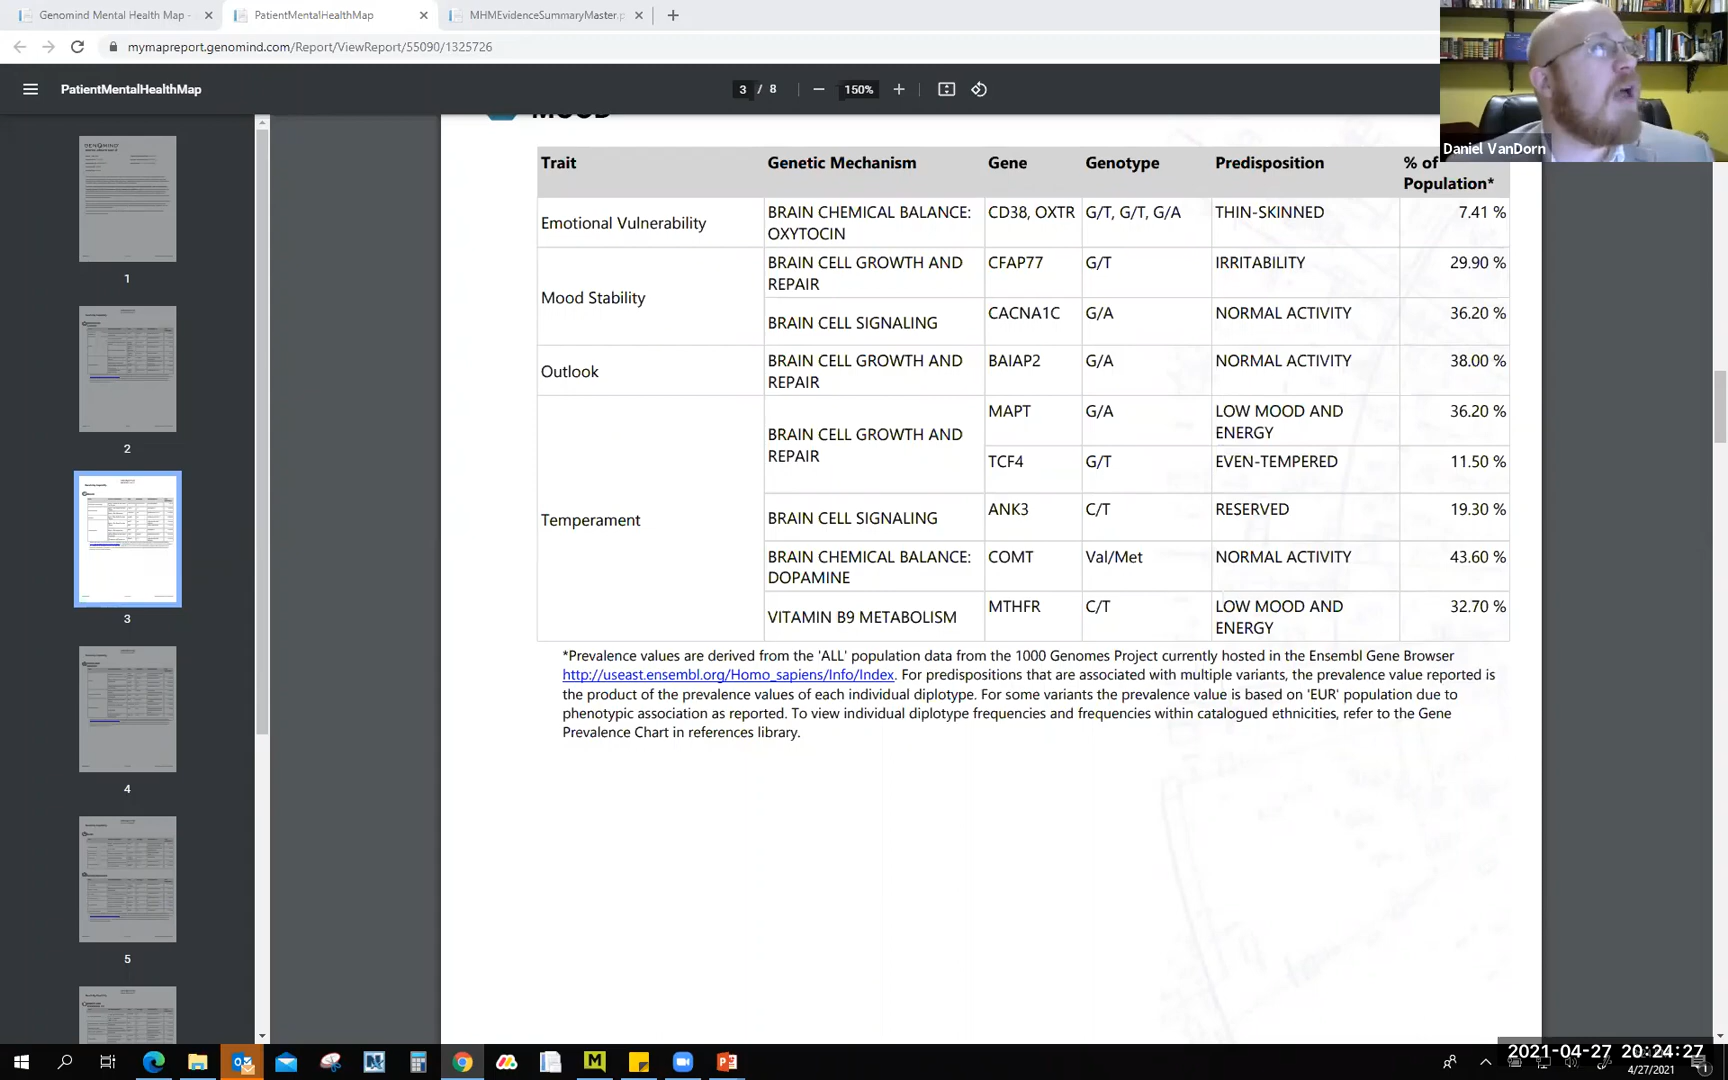 Genomind Mental Health Map -
PatientMentalHealthMap
MHMEvidenceSummaryMaster.p
mymapreport.genomind.com/Report/ViewReport/55090/1325726
PatientMentalHealthMap
3 / 8
150%
Daniel VanDorn
MOOD
Trait Genetic Mechanism Gene Genotype Predisposition % of
Population*
Emotional Vulnerability BRAIN CHEMICAL BALANCE: CD38, OXTR G/T, G/T, G/A THIN-SKINNED 7.41 %
OXYTOCIN
Mood Stability BRAIN CELL GROWTH AND CFAP77 G/T IRRITABILITY 29.90 %
REPAIR
BRAIN CELL SIGNALING CACNA1C G/A NORMAL ACTIVITY 36.20 %
Outlook BRAIN CELL GROWTH AND BAIAP2 G/A NORMAL ACTIVITY 38.00 %
REPAIR
Temperament BRAIN CELL GROWTH AND MAPT G/A LOW MOOD AND 36.20 %
REPAIR ENERGY
TCF4 G/T EVEN-TEMPERED 11.50 %
BRAIN CELL SIGNALING ANK3 C/T RESERVED 19.30 %
BRAIN CHEMICAL BALANCE: COMT Val/Met NORMAL ACTIVITY 43.60 %
DOPAMINE
VITAMIN B9 METABOLISM MTHFR C/T LOW MOOD AND 32.70 %
ENERGY
*Prevalence values are derived from the 'ALL' population data from the 1000 Genomes Project currently hosted in the Ensembl Gene Browser
http://useast.ensembl.org/Homo_sapiens/Info/Index. For predispositions that are associated with multiple variants, the prevalence value reported is
the product of the prevalence values of each individual diplotype. For some variants the prevalence value is based on 'EUR' population due to
phenotypic association as reported. To view individual diplotype frequencies and frequencies within catalogued ethnicities, refer to the Gene
Prevalence Chart in references library.
1
2
3
4
5
2021-04-27 20:24:27
4/27/2021